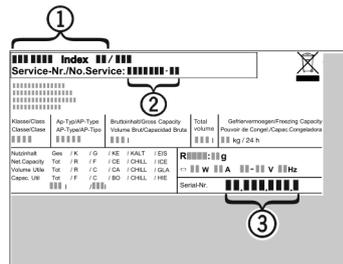 1
Index /
Service-Nr./No.Service: -
2
Klasse/Class Ap-Typ/AP-Type Bruttoinhalt/Gross Capacity Total Gefriervermoegen/Freezing Capacity
Classe/Clase AP-Type/AP-Tipo Volume Brut/Capacidad Bruta volume Pouvoir de Congel./Capac.Congeladora
l l kg / 24 h
Nutzinhalt Ges / K / G / KE / KALT / EIS
Net.Capacity Tot / R / F / CE / CHILL / ICE
Volume Utile Tot / R / C / CA / CHILL / GLA
Capac. Util Tot / F / C / BO / CHILL / HIE
l / l
R : g
W A - V Hz
Serial-Nr. . . .
3